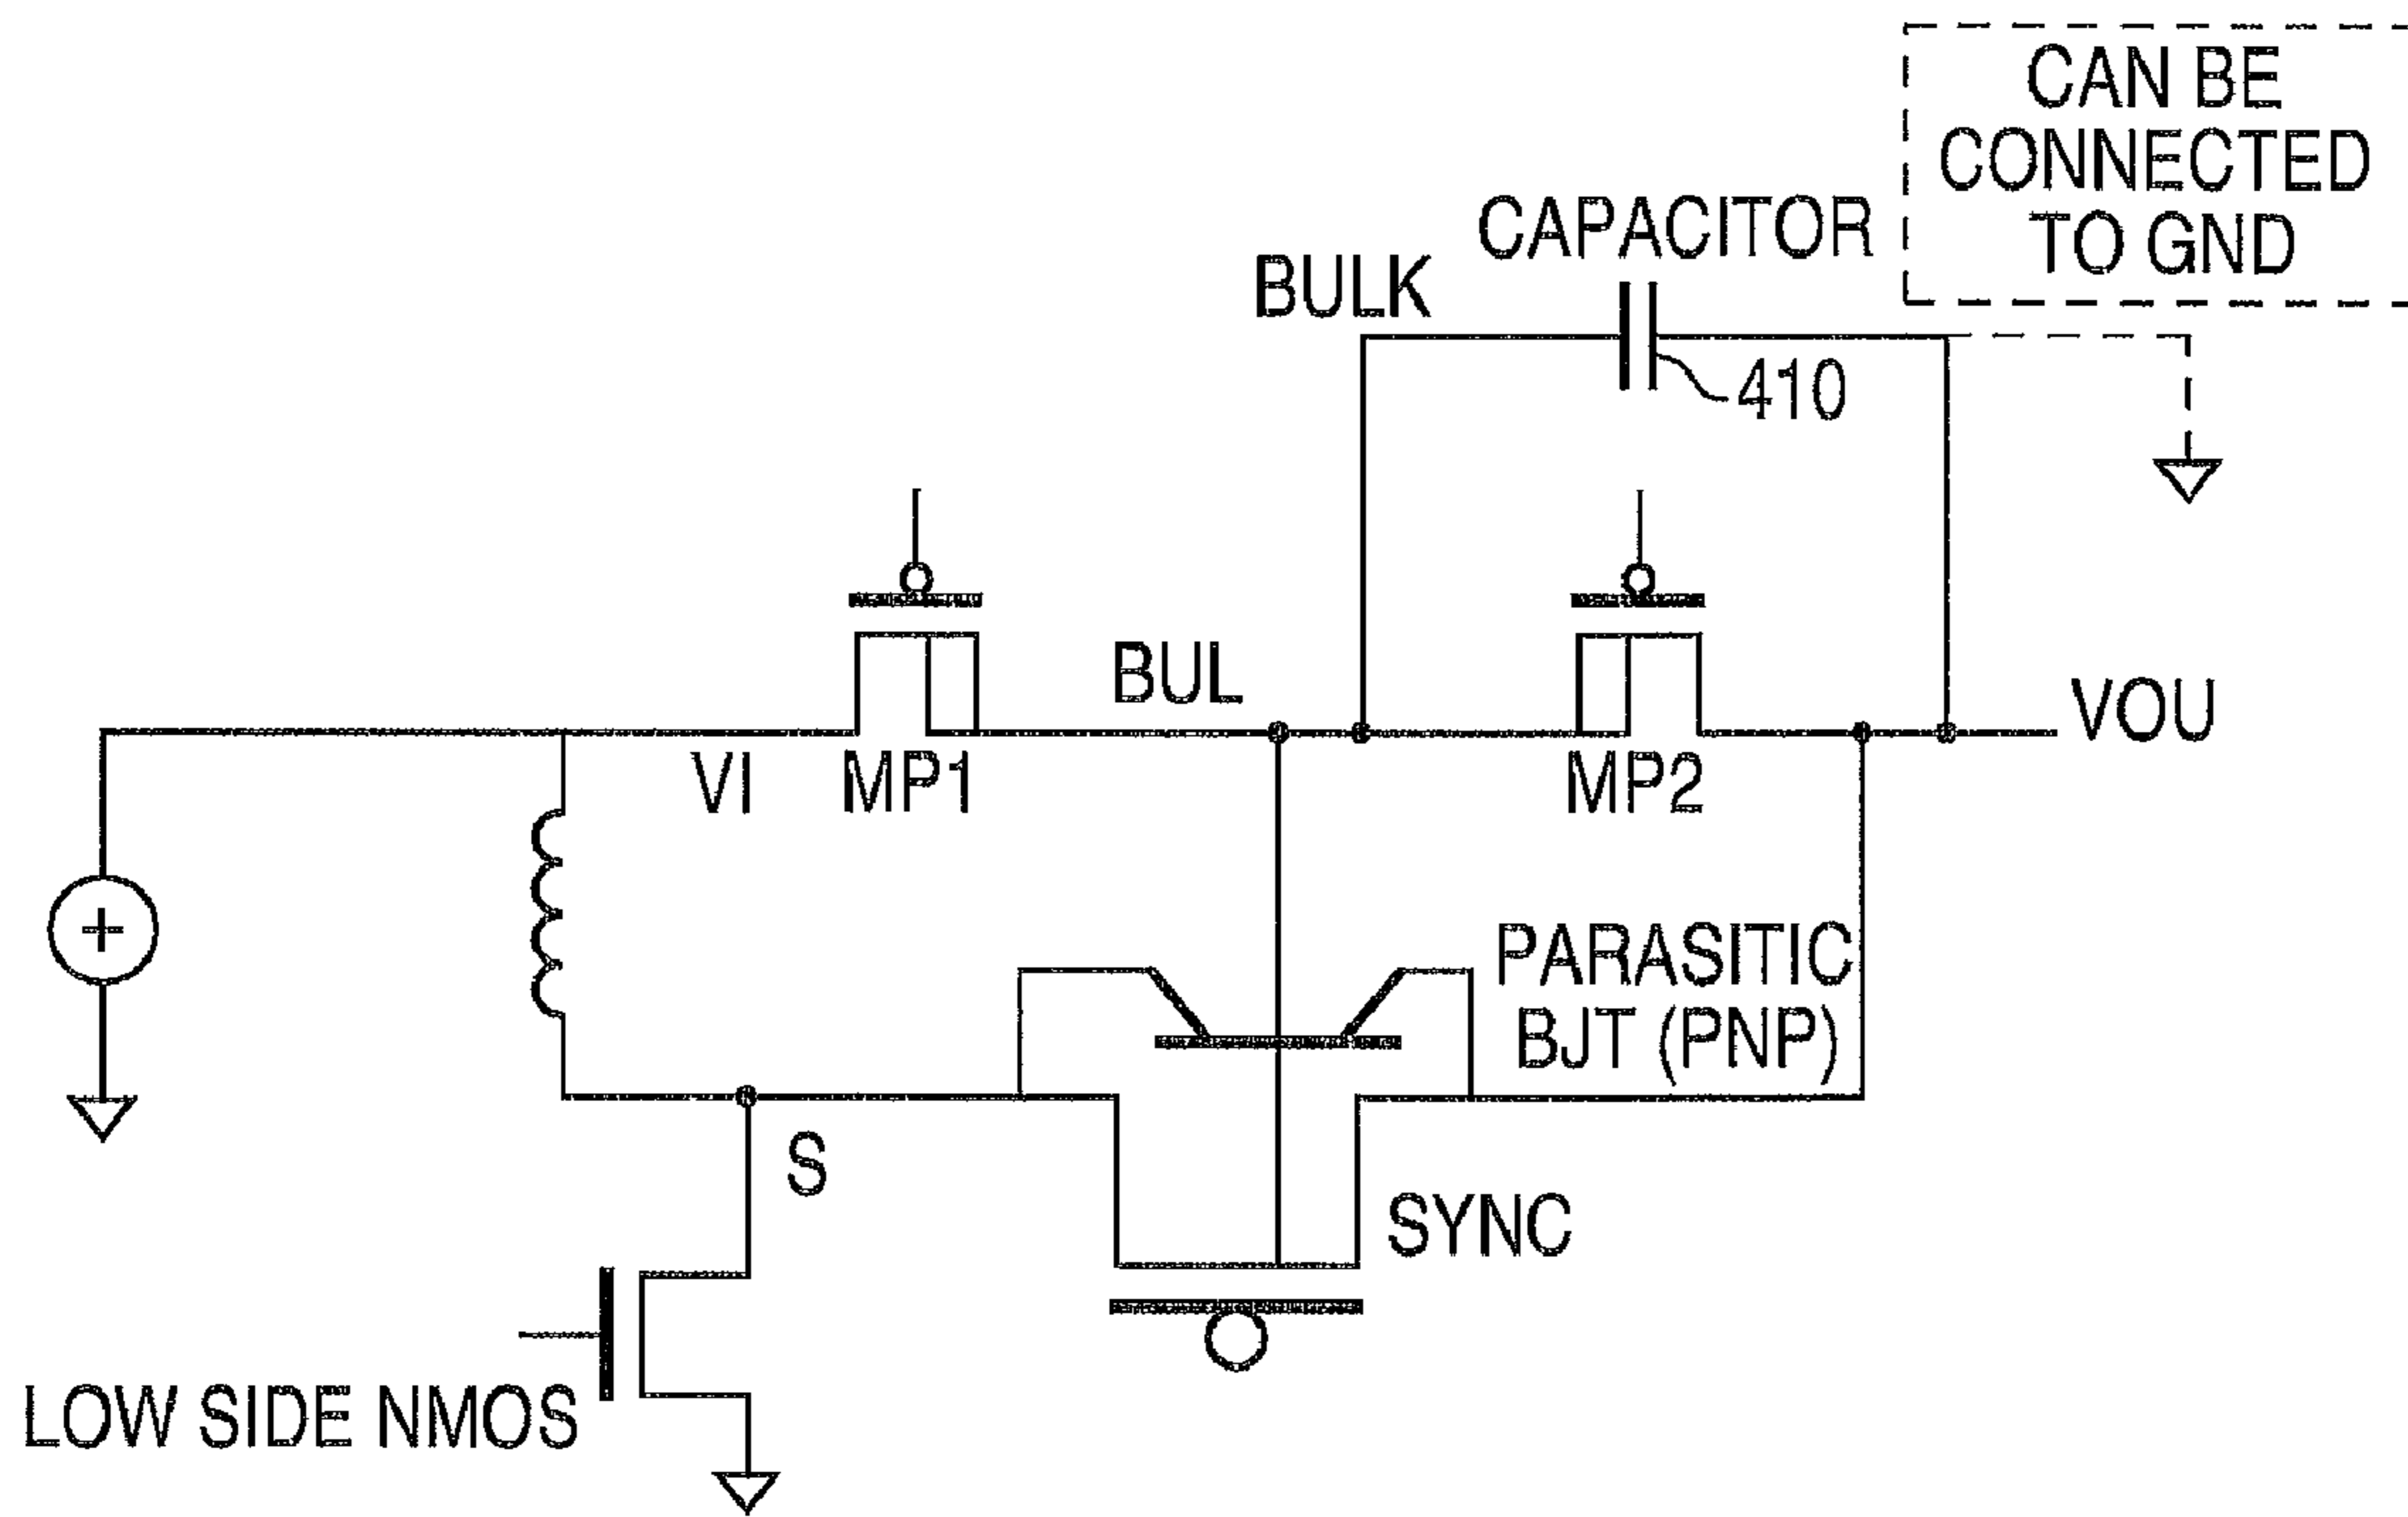 CAN BE
CONNECTED
TO GND
CAPACITOR
BULK
410
BUL
VOU
VI
MP1
MP2
PARASITIC
BJT (PNP)
S
SYNC
LOW SIDE NMOS